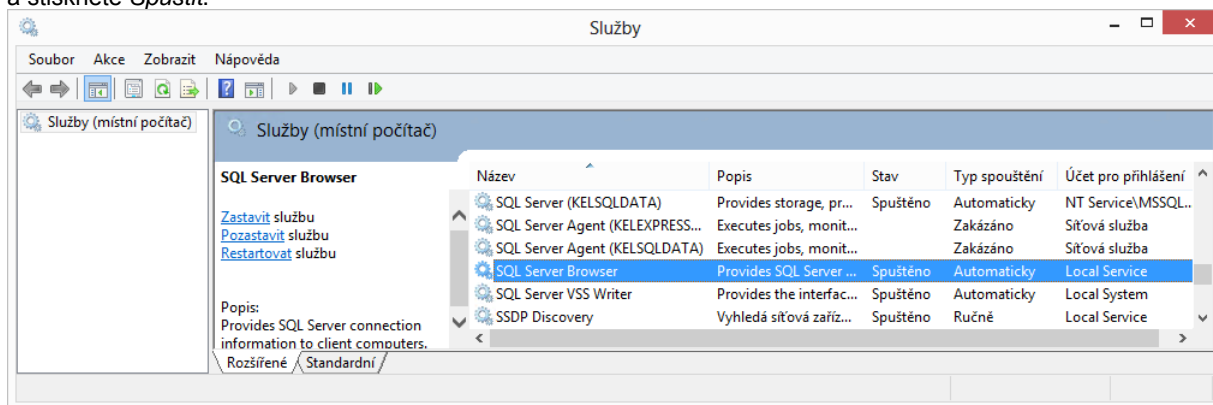 a stiskněte Spustit.
Služby
Soubor Akce Zobrazit Nápověda
Služby (místní počítač)
Služby (místní počítač)
SQL Server Browser
Zastavit službu
Pozastavit službu
Restartovat službu
Popis:
Provides SQL Server connection
information to client computers.
Název Popis Stav Typ spouštění Účet pro přihlášení
SQL Server (KELSQLDATA) Provides storage, pr... Spuštěno Automaticky NT Service\MSSQL..
SQL Server Agent (KELEXPRESS... Executes jobs, monit... Zakázáno Síťová služba
SQL Server Agent (KELSQLDATA) Executes jobs, monit... Zakázáno Síťová služba
SQL Server Browser Provides SQL Server ... Spuštěno Automaticky Local Service
SQL Server VSS Writer Provides the interfac... Spuštěno Automaticky Local System
SSDP Discovery Vyhledá síťová zaříz... Spuštěno Ručně Local Service
Rozšířené Standardní